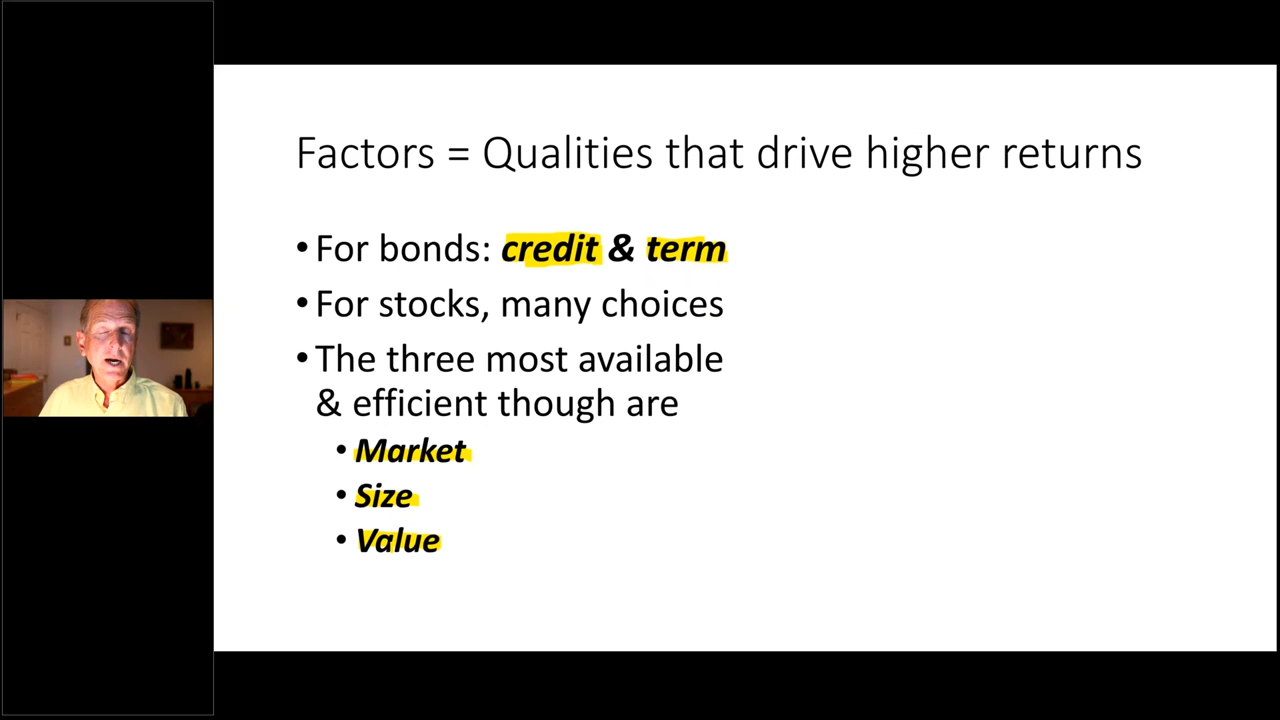 Factors = Qualities that drive higher returns
• For bonds: credit & term
• For stocks, many choices
• The three most available
& efficient though are
• Market
• Size
• Value